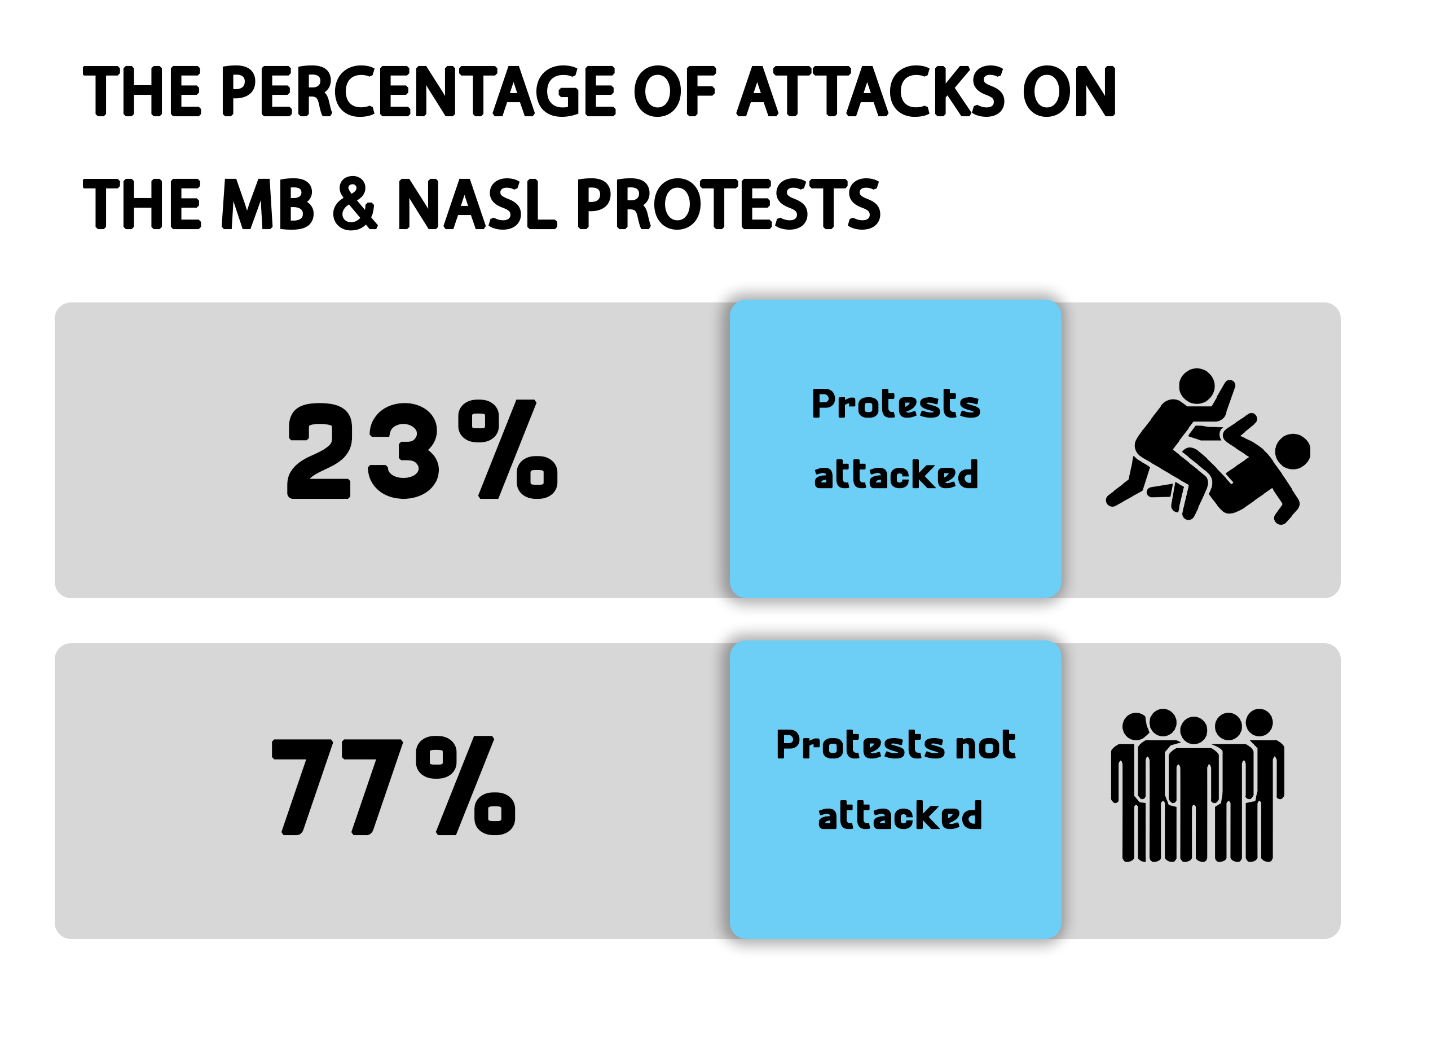 THE PERCENTAGE OF ATTACKS ON
THE MB & NASL PROTESTS
23%
Protests
attacked
77%
Protests not
attacked